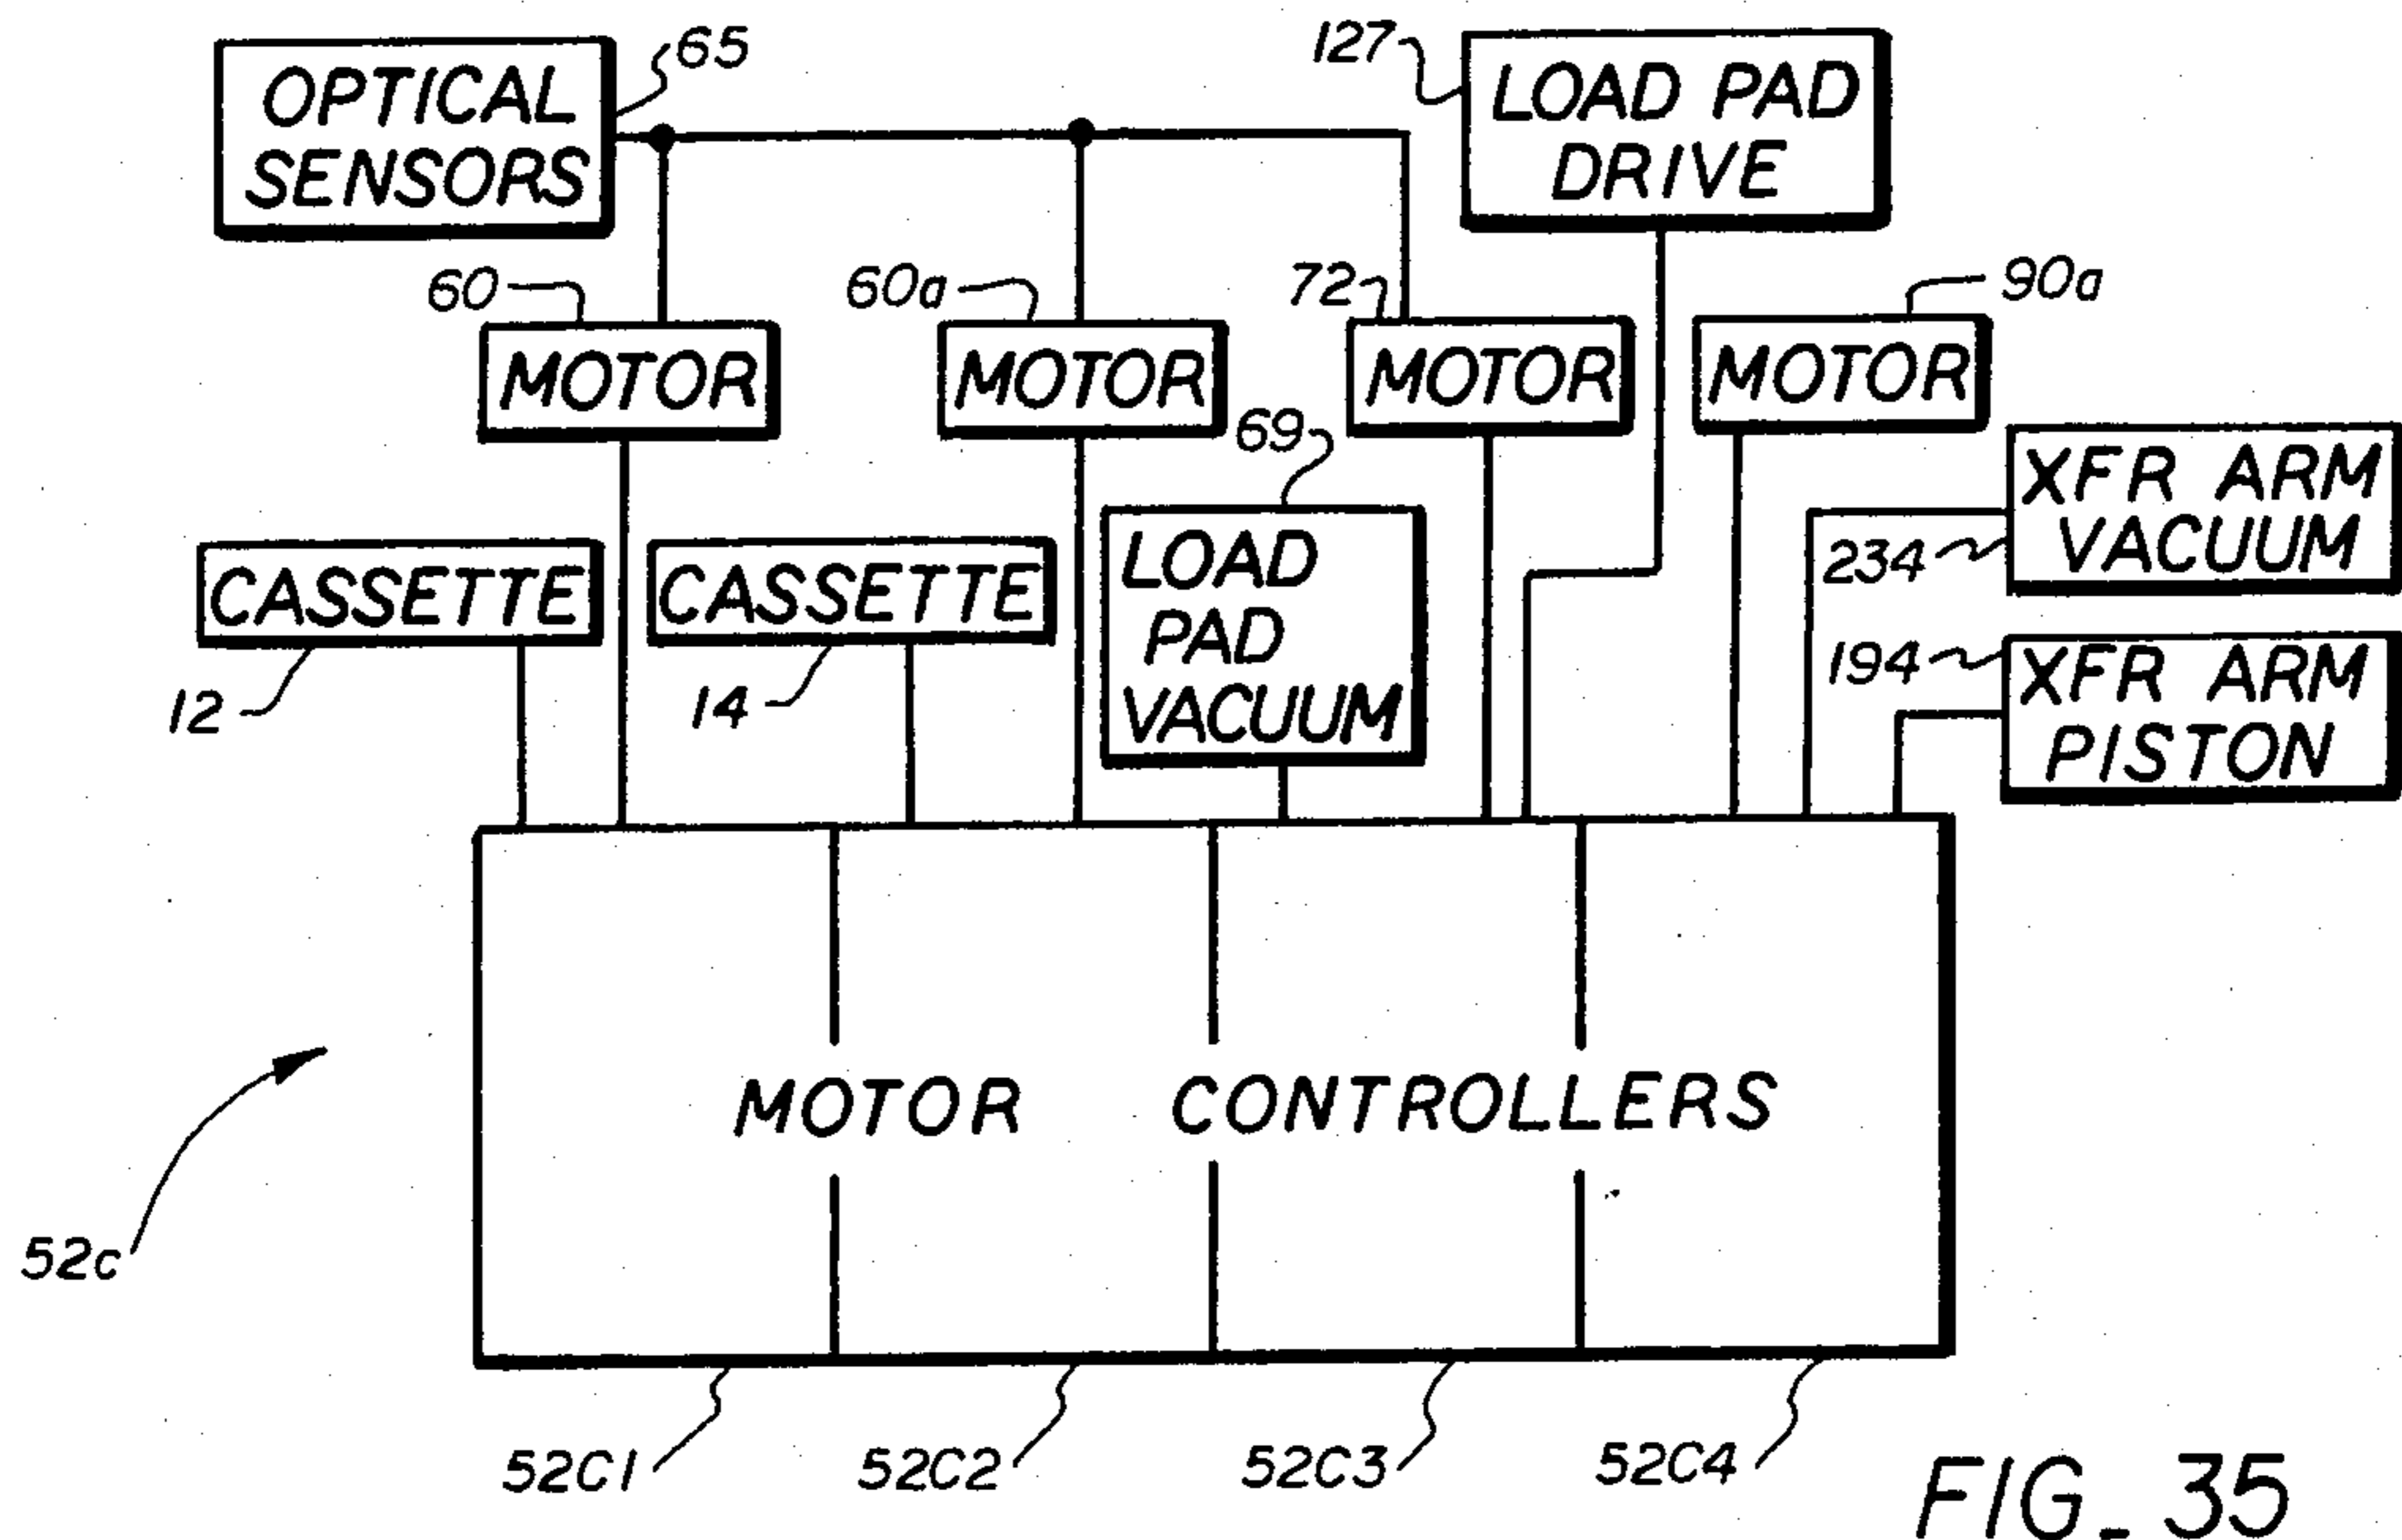 OPTICAL
SENSORS
65
127
LOAD PAD
DRIVE
60
MOTOR
60a
MOTOR
72
MOTOR
90a
MOTOR
69
LOAD
PAD
VACUUM
XFR ARM
VACUUM
234
CASSETTE
12
CASSETTE
14
194
XFR ARM
PISTON
MOTOR CONTROLLERS
52c
52C1
52C2
52C3
52C4
FIG_35